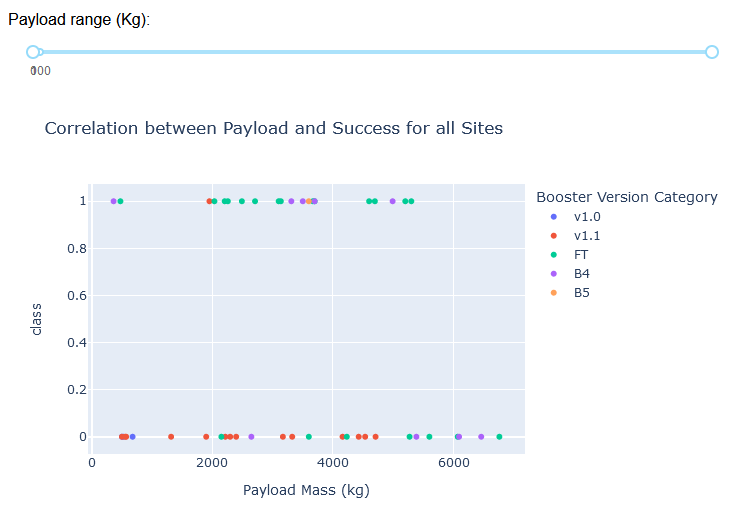 Payload range (Kg):
Correlation between Payload and Success for all Sites
Booster Version Category
v1.0
v1.1
FT
B4
B5
1
0.8
0.6
0.4
0.2
0
class
0
2000
4000
6000
Payload Mass (kg)